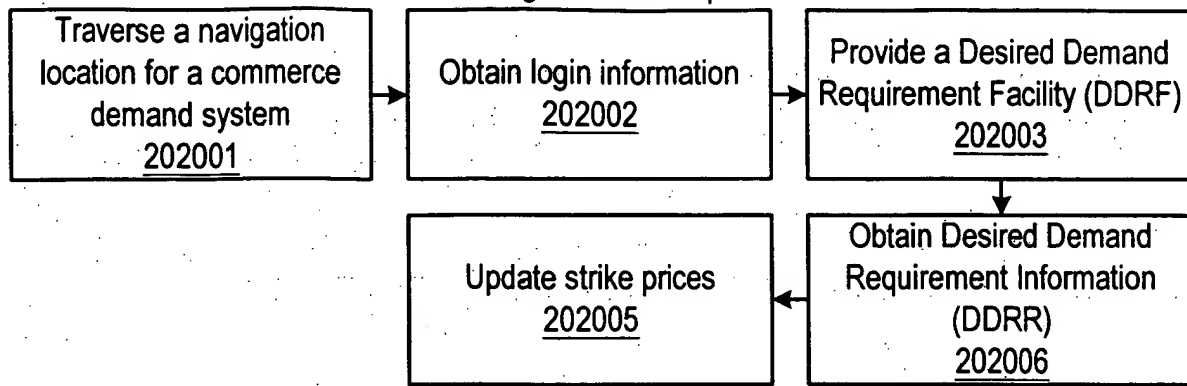 Traverse a navigation
location for a commerce
demand system
202001
Obtain login information
202002
Provide a Desired Demand
Requirement Facility (DDRF)
202003
Obtain Desired Demand
Requirement Information
(DDRR)
202006
Update strike prices
202005